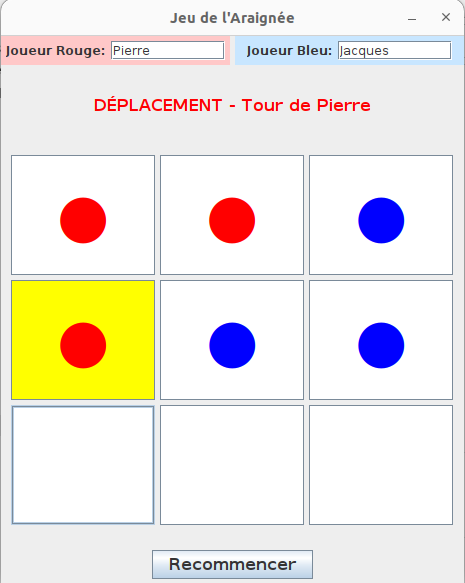 Jeu de l'Araignée
Joueur Rouge: Pierre Joueur Bleu: Jacques
DÉPLACEMENT - Tour de Pierre
Recommencer